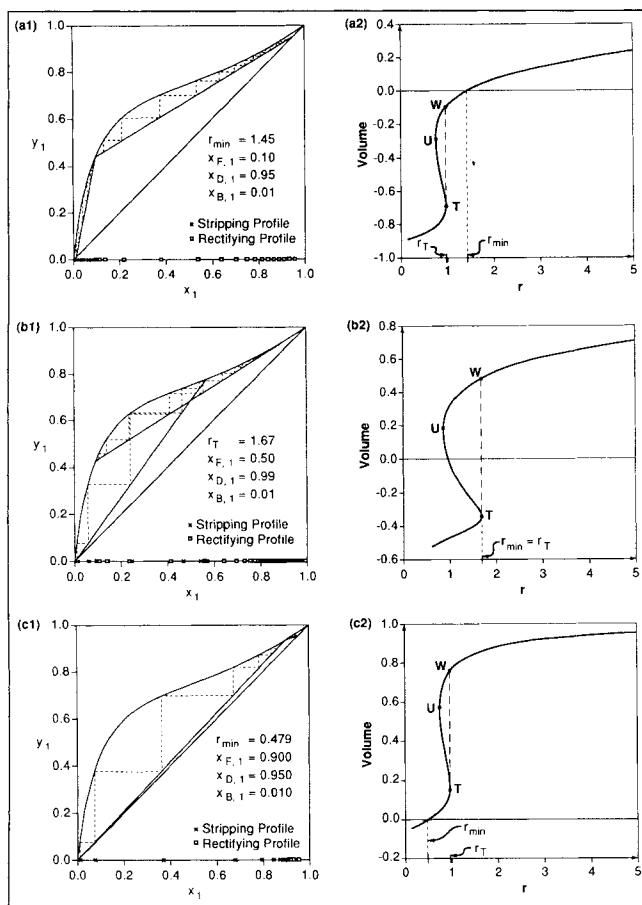 (a1)
1.0
0.8
0.6
y1
0.4
0.2
0.0
0.0 0.2 0.4 0.6 0.8 1.0
x1
rmin = 1.45
xF, 1 = 0.10
xD, 1 = 0.95
xB, 1 = 0.01
Stripping Profile
Rectifying Profile
(a2)
0.4
0.2
0.0
-0.2
-0.4
-0.6
-0.8
-1.0
Volume
W
U
T
rT
rmin
0 1 2 3 4 5
r
(b1)
1.0
0.8
0.6
y1
0.4
0.2
0.0
0.0 0.2 0.4 0.6 0.8 1.0
x1
rT = 1.67
xF, 1 = 0.50
xD, 1 = 0.99
xB, 1 = 0.01
Stripping Profile
Rectifying Profile
(b2)
0.8
0.6
0.4
0.2
0.0
-0.2
-0.4
-0.6
Volume
W
U
T
rmin = rT
0 1 2 3 4 5
r
(c1)
1.0
0.8
0.6
y1
0.4
0.2
0.0
0.0 0.2 0.4 0.6 0.8 1.0
x1
rmin = 0.479
xF, 1 = 0.900
xD, 1 = 0.950
xB, 1 = 0.010
Stripping Profile
Rectifying Profile
(c2)
1.0
0.8
0.6
0.4
0.2
0.0
-0.2
Volume
W
U
T
rmin
rT
0 1 2 3 4 5
r